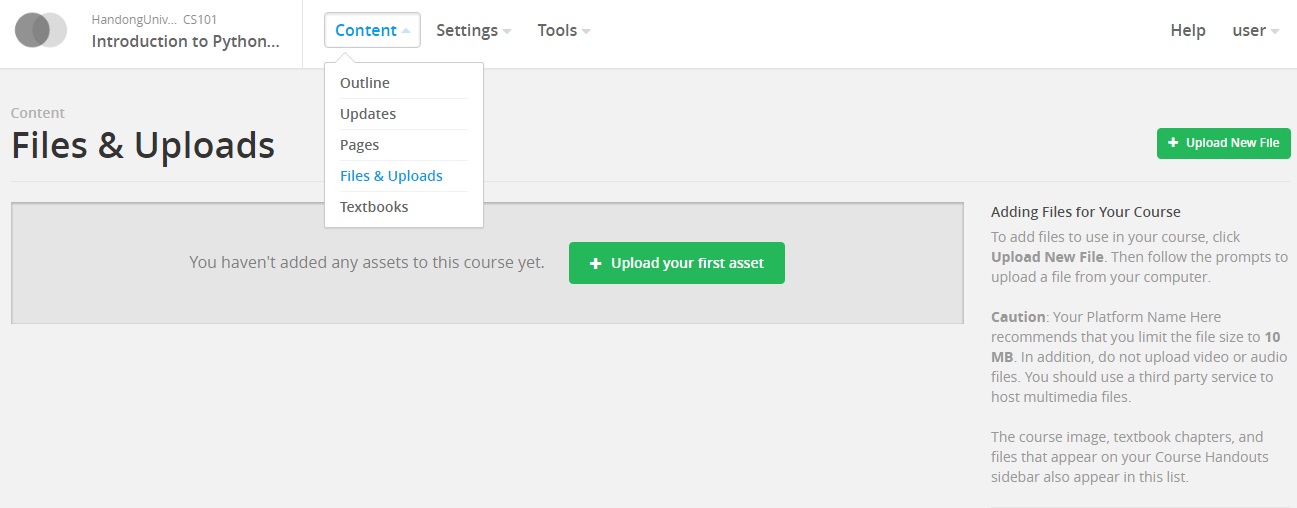 HandongUniv... CS101
Introduction to Python...
Content
Settings
Tools
Help
user
Outline
Updates
Pages
Files & Uploads
Textbooks
Content
Files & Uploads
Upload New File
You haven't added any assets to this course yet.
Upload your first asset
Adding Files for Your Course
To add files to use in your course, click
Upload New File. Then follow the prompts to
upload a file from your computer.
Caution: Your Platform Name Here
recommends that you limit the file size to 10
MB. In addition, do not upload video or audio
files. You should use a third party service to
host multimedia files.
The course image, textbook chapters, and
files that appear on your Course Handouts
sidebar also appear in this list.